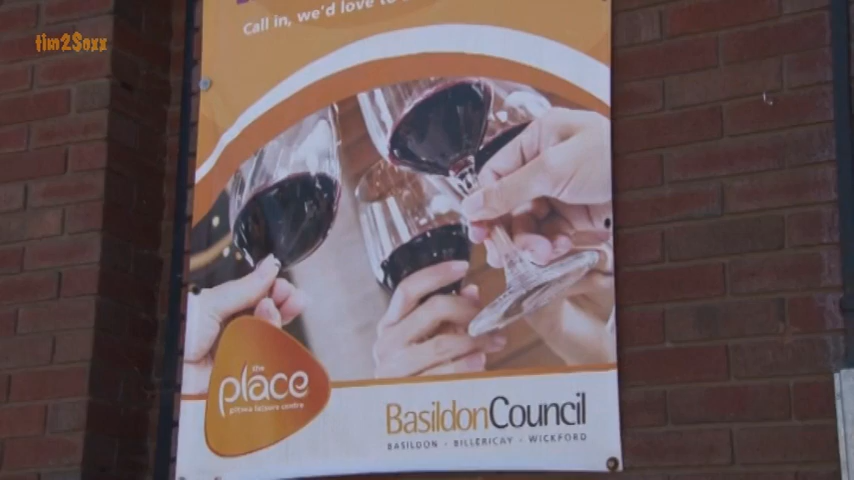 tim2Soxx
Call in, we'd love to
the
place
pitsea leisure centre
BasildonCouncil
BASILDON · BILLERICAY · WICKFORD